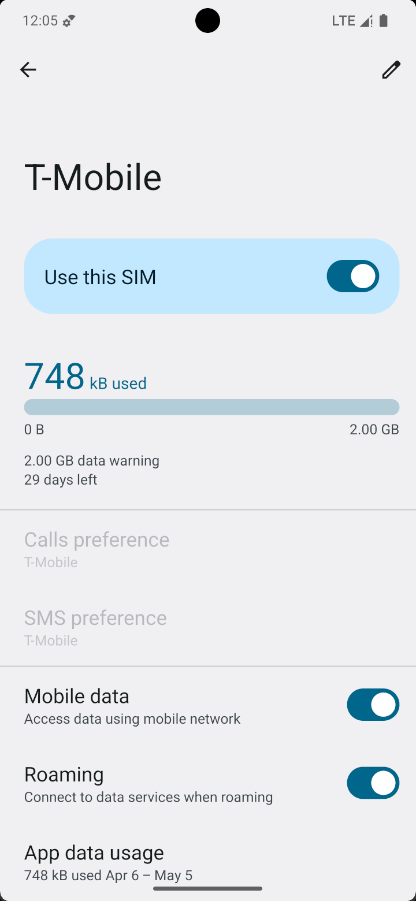 12:05
LTE
T-Mobile
Use this SIM
748 kB used
0 B
2.00 GB
2.00 GB data warning
29 days left
Calls preference
T-Mobile
SMS preference
T-Mobile
Mobile data
Access data using mobile network
Roaming
Connect to data services when roaming
App data usage
748 kB used Apr 6 – May 5